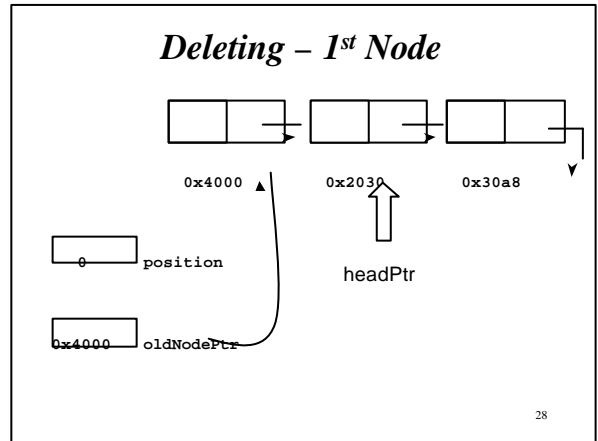 Deleting – 1st Node
0x4000 0x2030 0x30a8
headPtr
0 position
0x4000 oldNodePtr
28